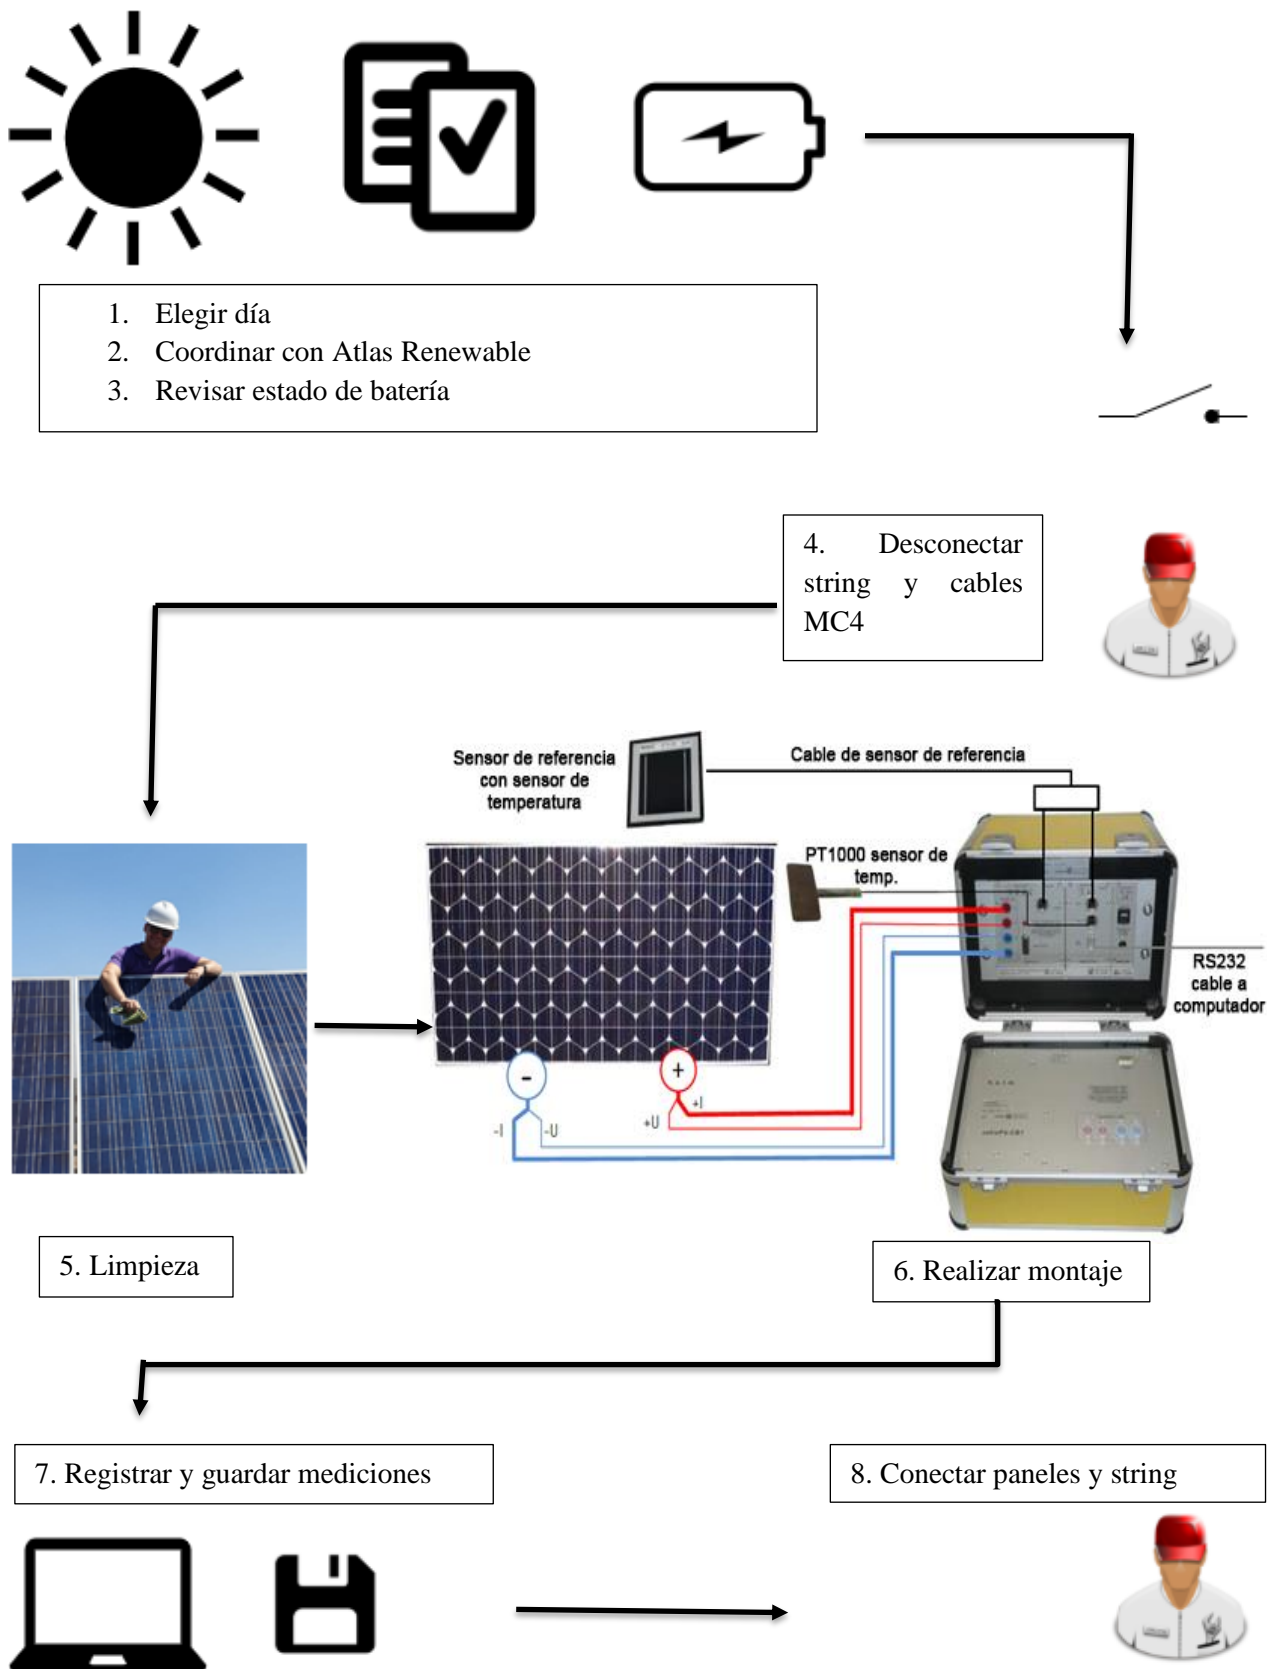 1. Elegir día
2. Coordinar con Atlas Renewable
3. Revisar estado de batería
4. Desconectar
string y cables
MC4
Sensor de referencia
con sensor de
temperatura
Cable de sensor de referencia
PT1000 sensor de
temp.
RS232
cable a
computador
-
+
-I
-U
+U
+I
5. Limpieza
6. Realizar montaje
7. Registrar y guardar mediciones
8. Conectar paneles y string